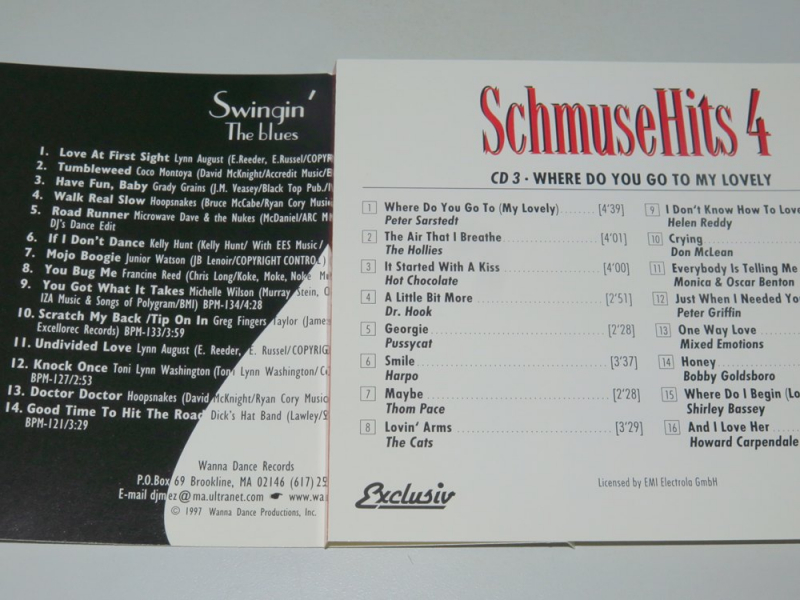 Swingin'
The blues
1. Love At First Sight Lynn August (E.Reeder, E.Russel/COPYR
2. Tumbleweed Coco Montoya (David McKnight/Accredit Music/B
3. Have Fun, Baby Grady Grains (J.M. Veasey/Black Top Pub./
4. Walk Real Slow Hoopsnakes (Bruce McCabe/Ryan Cory Music
5. Road Runner Microwave Dave & the Nukes (McDaniel/ARC M
DJ's Dance Edit
6. If I Don't Dance Kelly Hunt (Kelly Hunt/ With EES Music/
7. Mojo Boogie Junior Watson (JB Lenoir/COPYRIGHT CONTROL)
8. You Bug Me Francine Reed (Chris Long/Koke, Moke, Noke
9. You Got What It Takes Michelle Wilson (Murray Stein,
IZA Music & Songs of Polygram/BMI) BPM-134/4:28
10. Scratch My Back /Tip On In Greg Fingers Taylor (James
Excellorec Records) BPM-133/3:59
11. Undivided Love Lynn August (E. Reeder, E. Russel/COPYRIG
12. Knock Once Toni Lynn Washington (Toni Lynn Washington/
BPM-127/2:53
13. Doctor Doctor Hoopsnakes (David McKnight/Ryan Cory Music
14. Good Time To Hit The Road Dick's Hat Band (Lawley/
BPM-121/3:29
Wanna Dance Records
P.O.Box 69 Brookline, MA 02146 (617) 25
E-mail djmez@ma.ultranet.com ☛ www.wa
© 1997 Wanna Dance Productions, Inc.
SchmuseHits 4
CD 3 · WHERE DO YOU GO TO MY LOVELY
1 Where Do You Go To (My Lovely) ........ [4'39]
Peter Sarstedt
2 The Air That I Breathe ........ [4'01]
The Hollies
3 It Started With A Kiss ........ [4'00]
Hot Chocolate
4 A Little Bit More ........ [2'51]
Dr. Hook
5 Georgie ........ [2'28]
Pussycat
6 Smile ........ [3'37]
Harpo
7 Maybe ........ [2'28]
Thom Pace
8 Lovin' Arms ........ [3'29]
The Cats
9 I Don't Know How To Love
Helen Reddy
10 Crying
Don McLean
11 Everybody Is Telling Me
Monica & Oscar Benton
12 Just When I Needed You
Peter Griffin
13 One Way Love
Mixed Emotions
14 Honey
Bobby Goldsboro
15 Where Do I Begin (Lo
Shirley Bassey
16 And I Love Her
Howard Carpendale
Exclusiv
Licensed by EMI Electrola GmbH